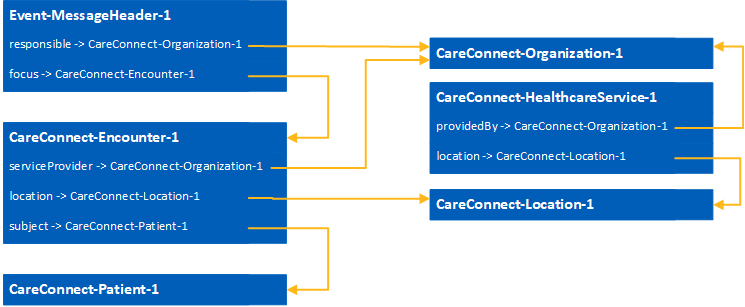 Event-MessageHeader-1
responsible -> CareConnect-Organization-1
focus -> CareConnect-Encounter-1
CareConnect-Encounter-1
serviceProvider -> CareConnect-Organization-1
location -> CareConnect-Location-1
subject -> CareConnect-Patient-1
CareConnect-Patient-1
CareConnect-Organization-1
CareConnect-HealthcareService-1
providedBy -> CareConnect-Organization-1
location -> CareConnect-Location-1
CareConnect-Location-1